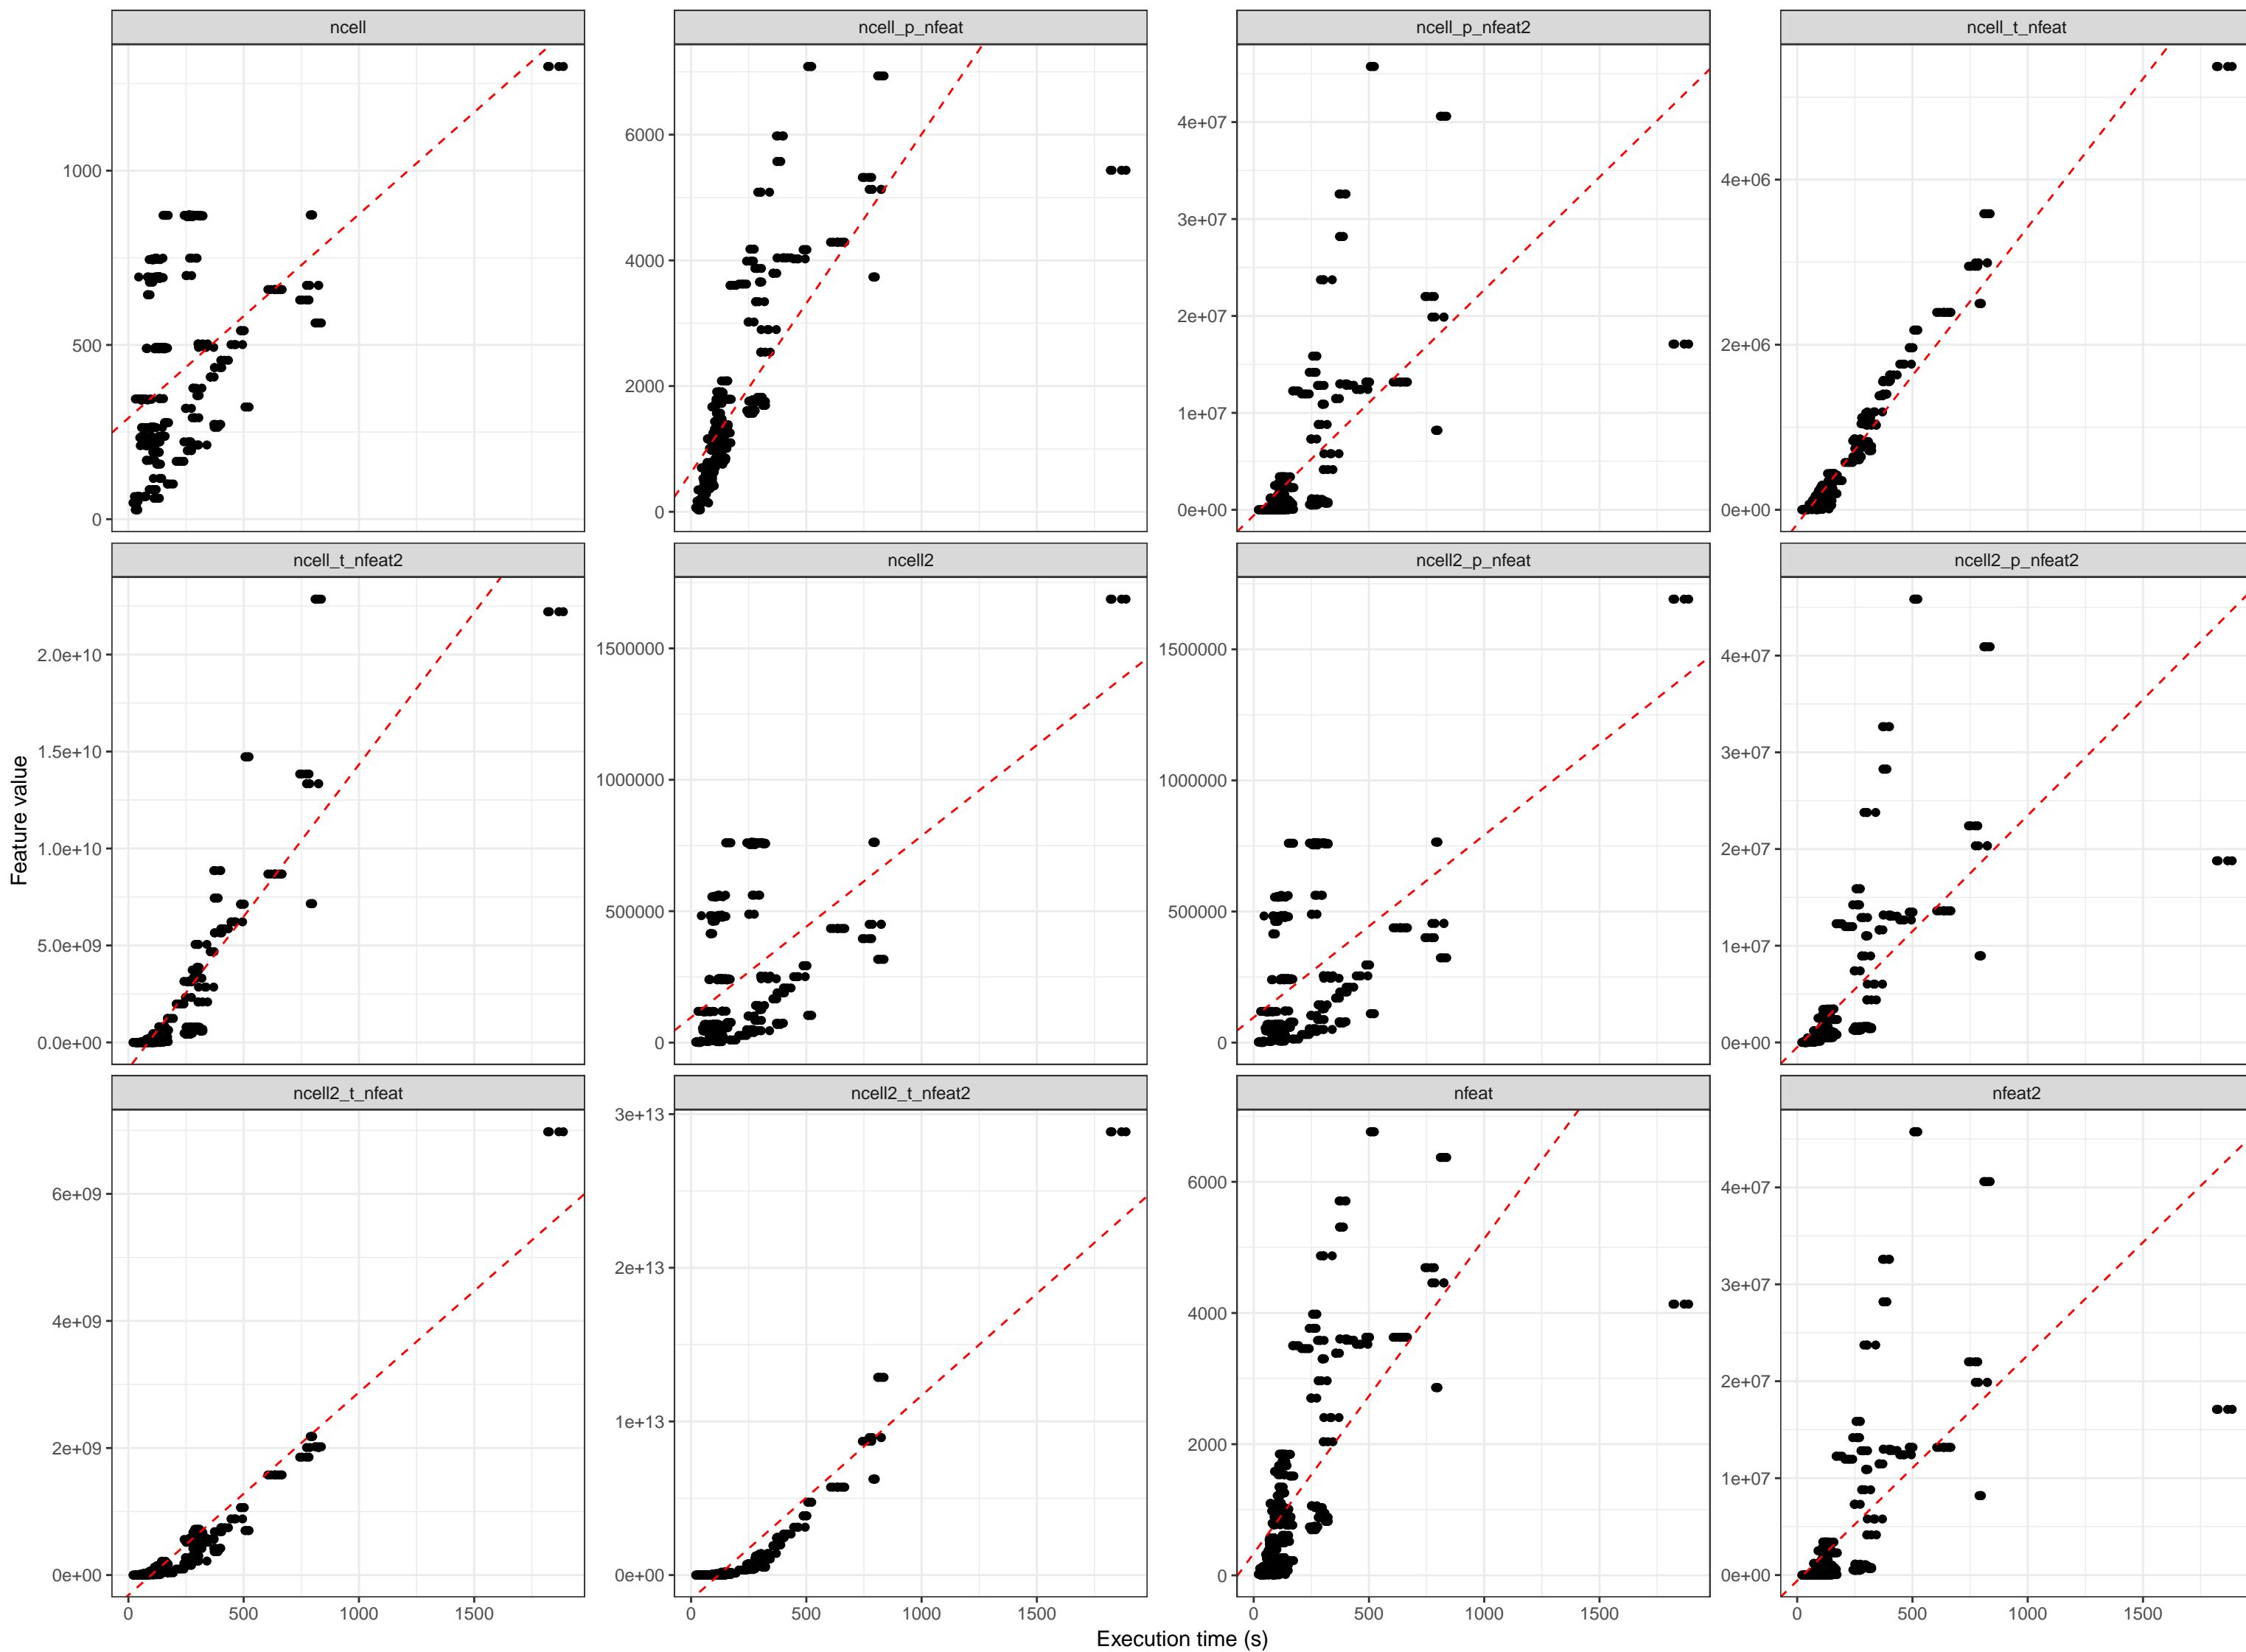 ncell
ncell_p_nfeat
ncell_p_nfeat2
ncell_t_nfeat
0
500
1000
0
2000
4000
6000
0e+00
1e+07
2e+07
3e+07
4e+07
0e+00
2e+06
4e+06
ncell_t_nfeat2
ncell2
ncell2_p_nfeat
ncell2_p_nfeat2
0.0e+00
5.0e+09
1.0e+10
1.5e+10
2.0e+10
0
500000
1000000
1500000
0
500000
1000000
1500000
0e+00
1e+07
2e+07
3e+07
4e+07
ncell2_t_nfeat
ncell2_t_nfeat2
nfeat
nfeat2
0e+00
2e+09
4e+09
6e+09
0e+00
1e+13
2e+13
3e+13
0
2000
4000
6000
0e+00
1e+07
2e+07
3e+07
4e+07
0 500 1000 1500
0 500 1000 1500
0 500 1000 1500
0 500 1000 1500
Execution time (s)
Feature value